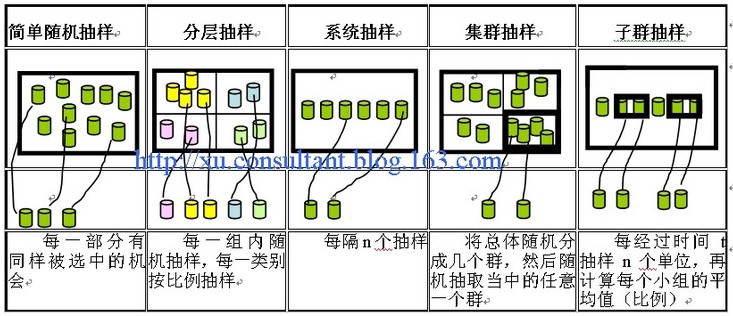 简单随机抽样
分层抽样
系统抽样
集群抽样
子群抽样
http://xu.consultant.blog.163.com
每一部分有
同样被选中的机
会
每一组内随
机抽样，每一类别
按比例抽样
每隔n个抽样
将总体随机分
成几个群，然后随
机抽取当中的任意
一个群
每经过时间 t
抽样 n 个单位，再
计算每个小组的平
均值（比例）